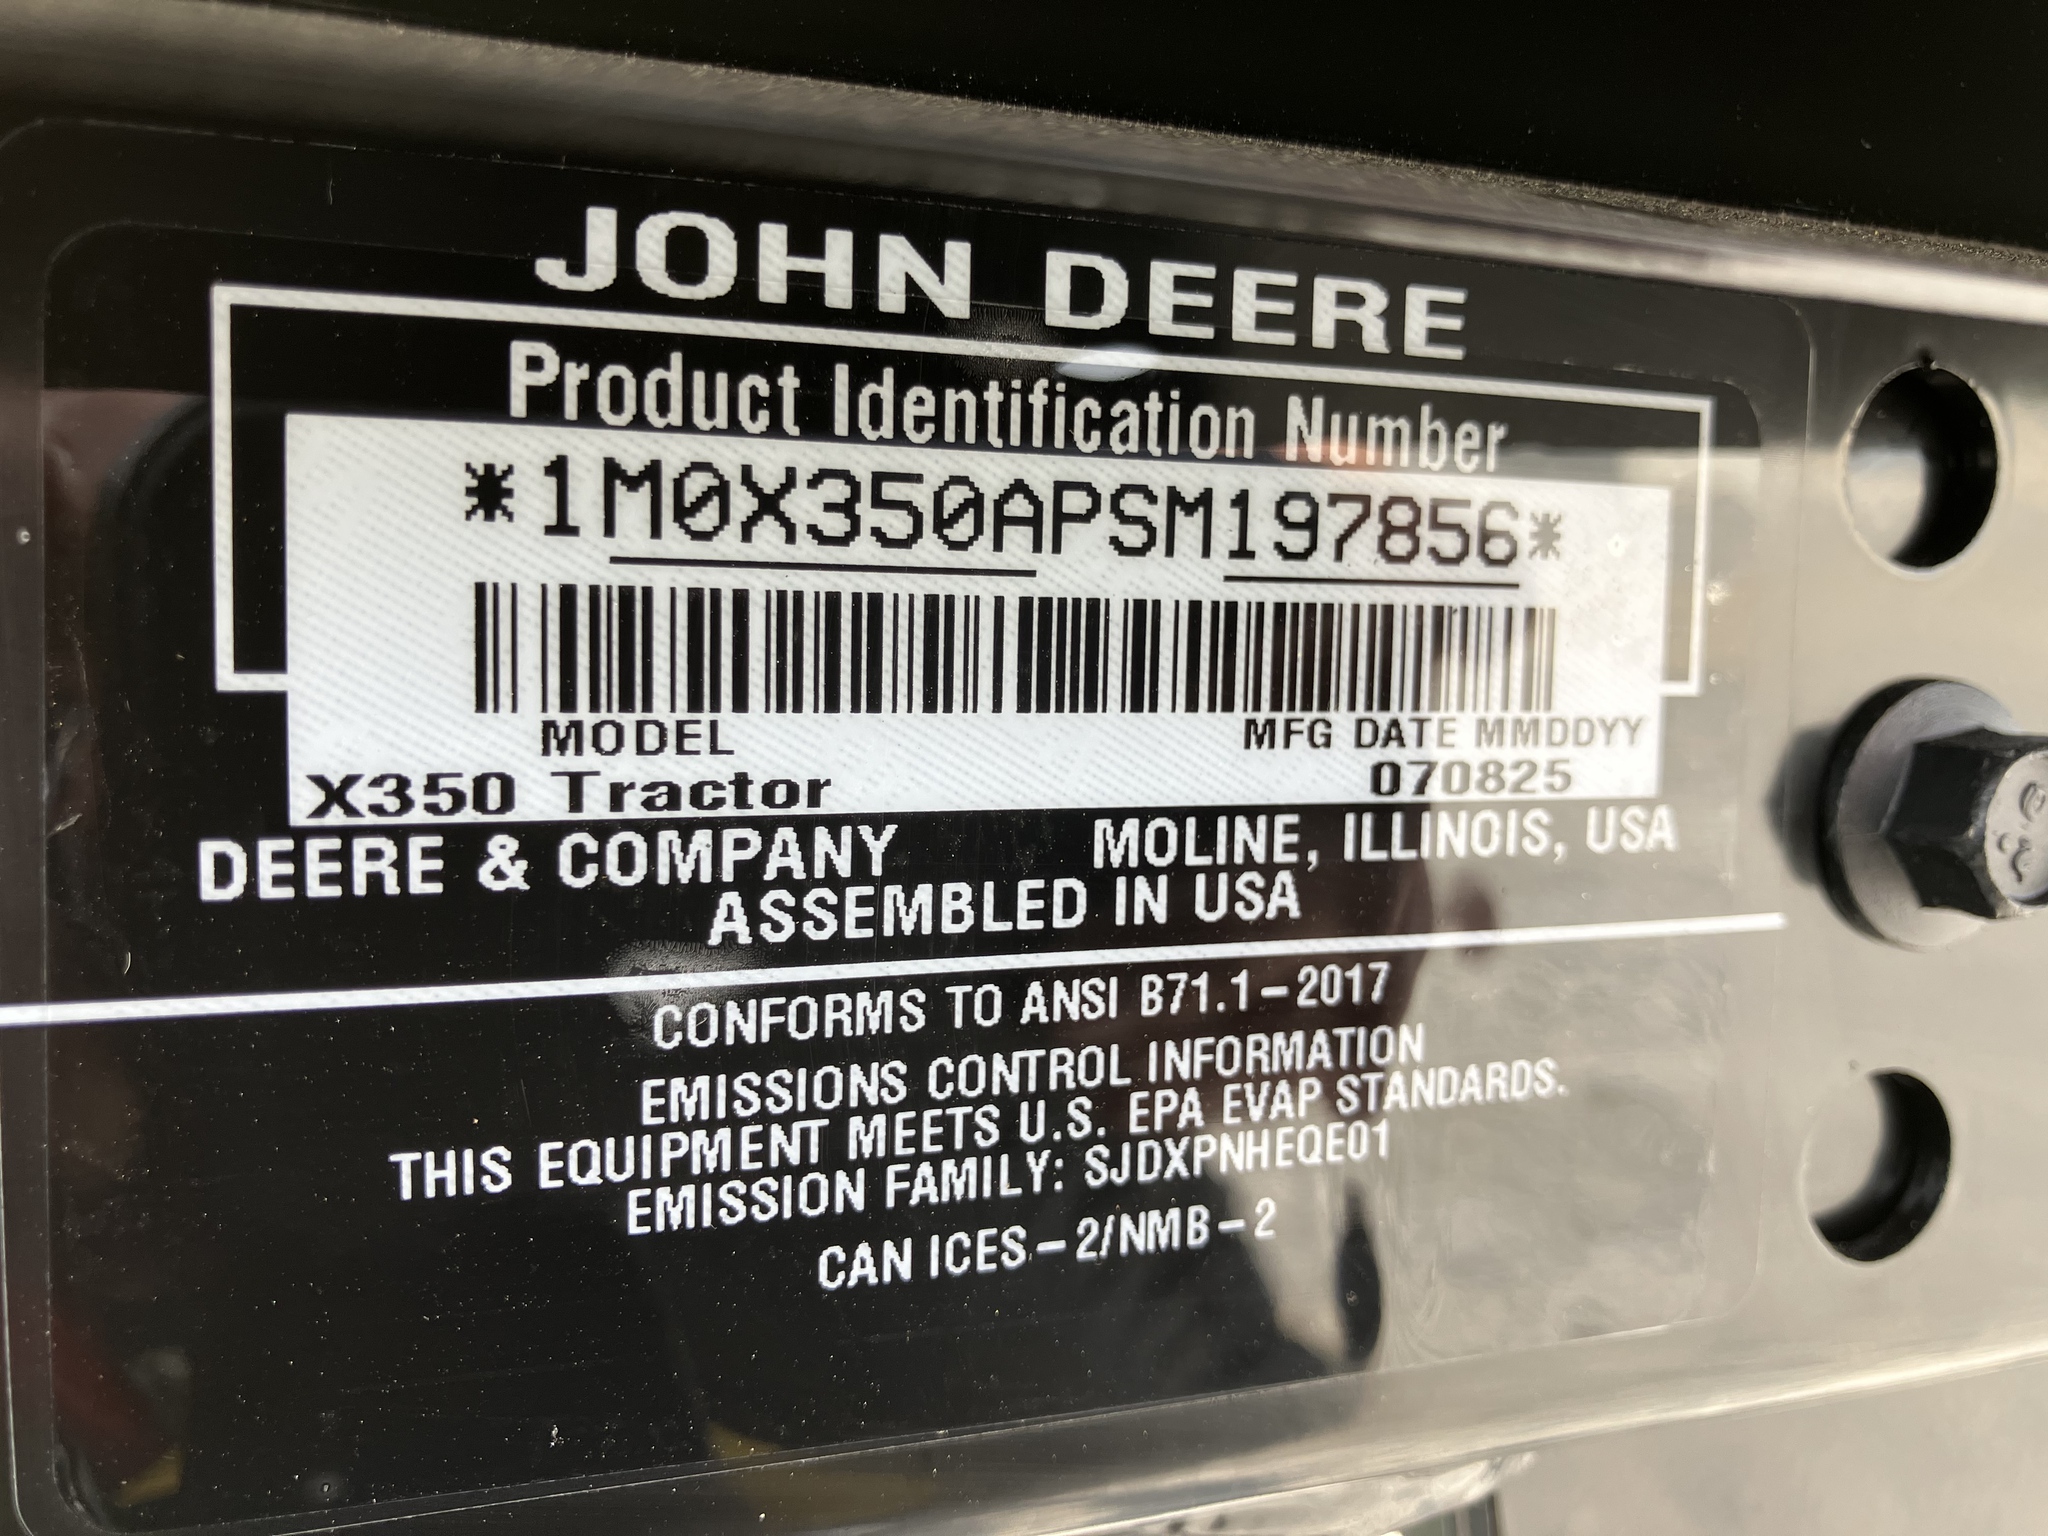 JOHN DEERE
Product Identification Number
*1M0X350APSM197856*
MODEL MFG DATE MMDDYY
X350 Tractor 070825
DEERE & COMPANY MOLINE, ILLINOIS, USA
ASSEMBLED IN USA
CONFORMS TO ANSI B71.1-2017
EMISSIONS CONTROL INFORMATION
THIS EQUIPMENT MEETS U.S. EPA EVAP STANDARDS.
EMISSION FAMILY: SJDXPNHEQE01
CAN ICES-2/NMB-2